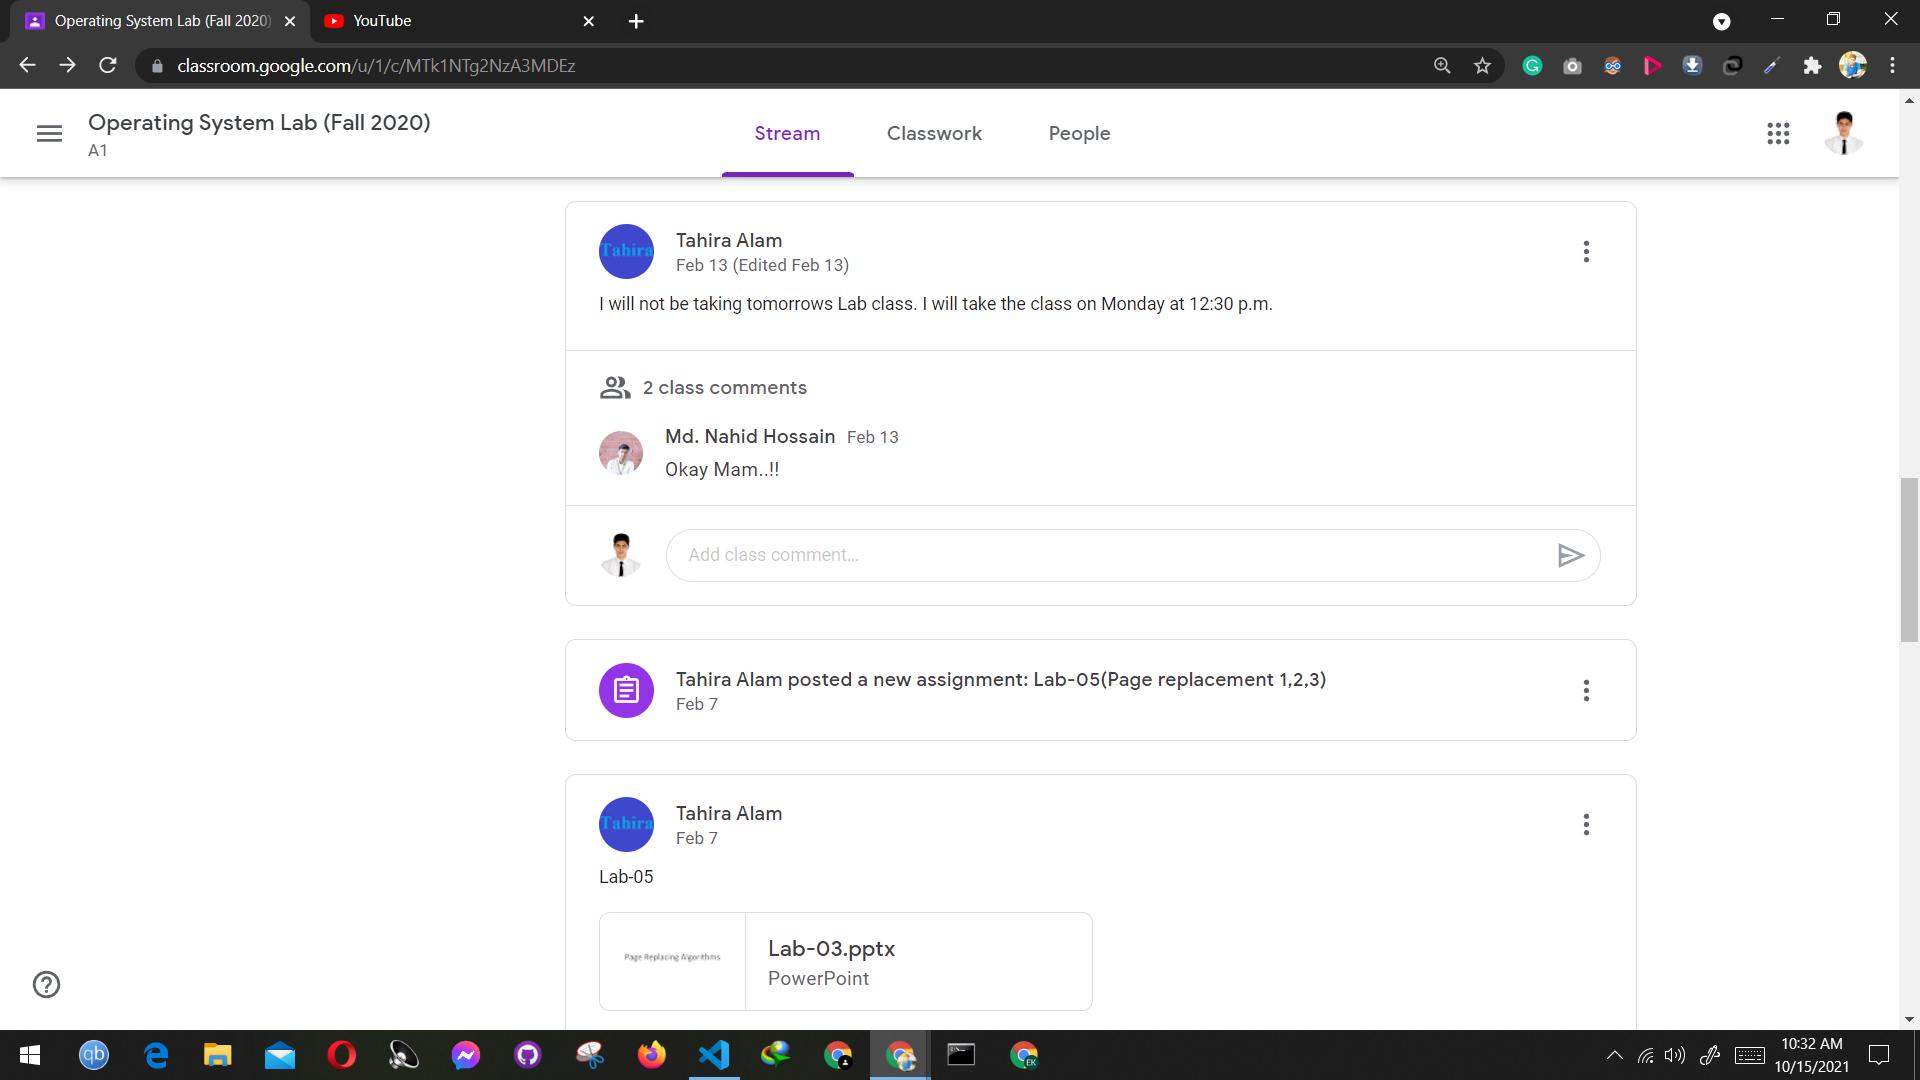 Operating System Lab (Fall 2020)
YouTube
classroom.google.com/u/1/c/MTk1NTg2NzA3MDEz
Operating System Lab (Fall 2020)
A1
Stream
Classwork
People
Tahira
Tahira Alam
Feb 13 (Edited Feb 13)
I will not be taking tomorrows Lab class. I will take the class on Monday at 12:30 p.m.
2 class comments
Md. Nahid Hossain Feb 13
Okay Mam..!!
Add class comment...
Tahira Alam posted a new assignment: Lab-05(Page replacement 1,2,3)
Feb 7
Tahira
Tahira Alam
Feb 7
Lab-05
Page Replacing Algorithms
Lab-03.pptx
PowerPoint
qb
EK
10:32 AM
10/15/2021